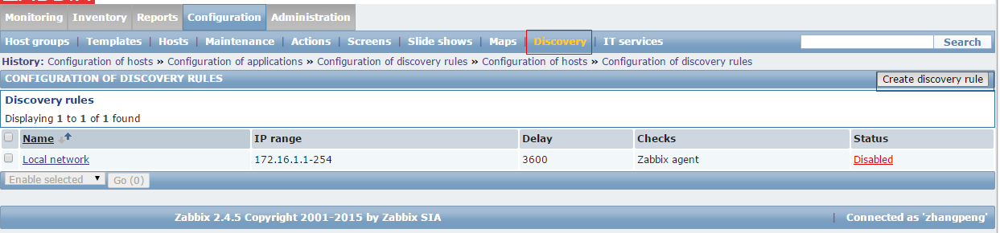 Monitoring Inventory Reports Configuration Administration
Host groups | Templates | Hosts | Maintenance | Actions | Screens | Slide shows | Maps | Discovery | IT services Search
History: Configuration of hosts » Configuration of applications » Configuration of discovery rules » Configuration of hosts » Configuration of discovery rules
CONFIGURATION OF DISCOVERY RULES Create discovery rule
Discovery rules
Displaying 1 to 1 of 1 found
Name IP range Delay Checks Status
Local network 172.16.1.1-254 3600 Zabbix agent Disabled
Enable selected Go (0)
Zabbix 2.4.5 Copyright 2001-2015 by Zabbix SIA | Connected as 'zhangpeng'